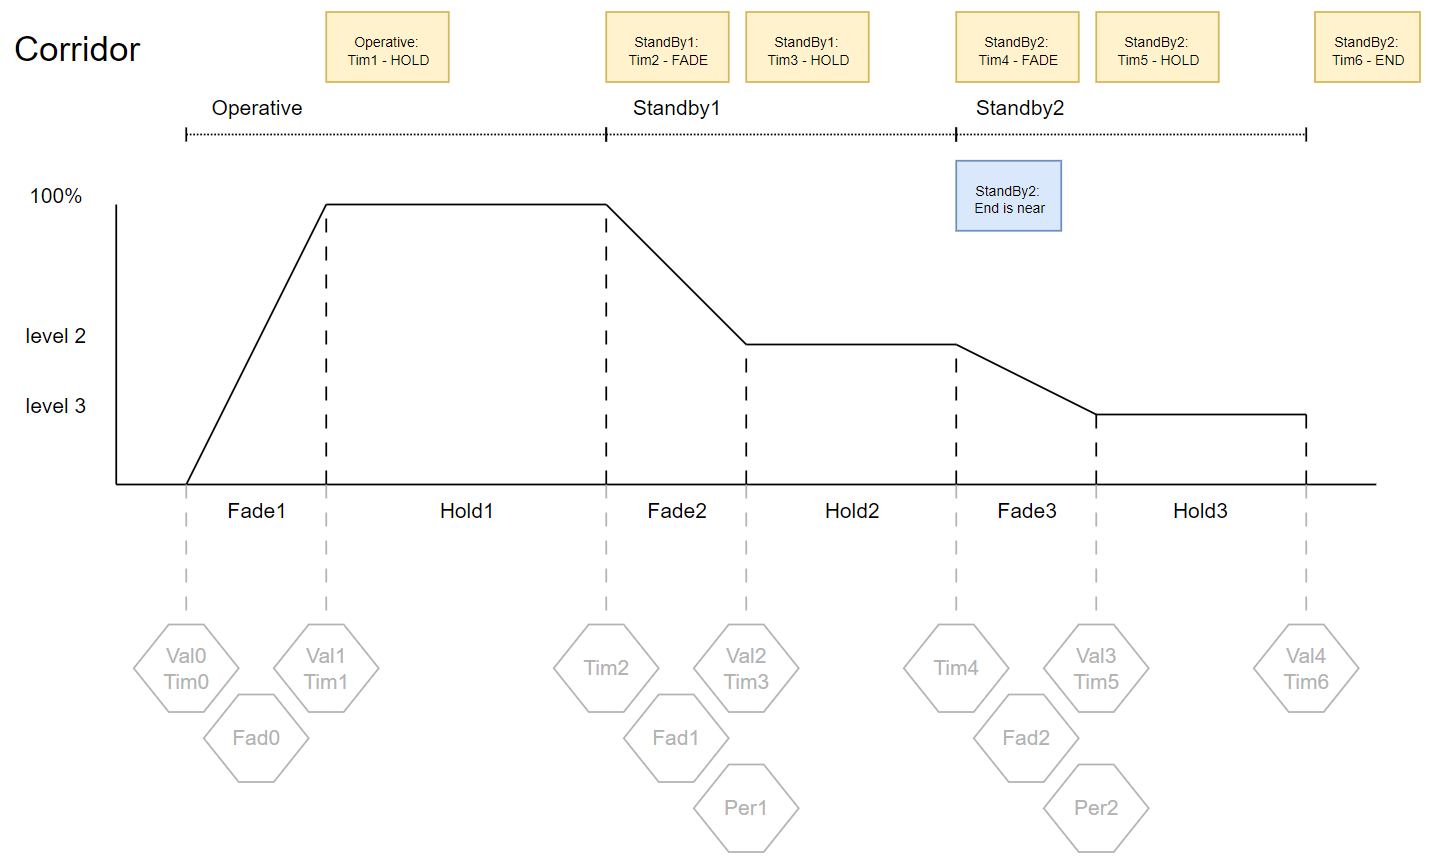 Corridor
Operative:
Tim1 - HOLD
StandBy1:
Tim2 - FADE
StandBy1:
Tim3 - HOLD
StandBy2:
Tim4 - FADE
StandBy2:
Tim5 - HOLD
StandBy2:
Tim6 - END
Operative
Standby1
Standby2
StandBy2:
End is near
100%
level 2
level 3
Fade1
Hold1
Fade2
Hold2
Fade3
Hold3
Val0
Tim0
Val1
Tim1
Tim2
Val2
Tim3
Tim4
Val3
Tim5
Val4
Tim6
Fad0
Fad1
Fad2
Per1
Per2